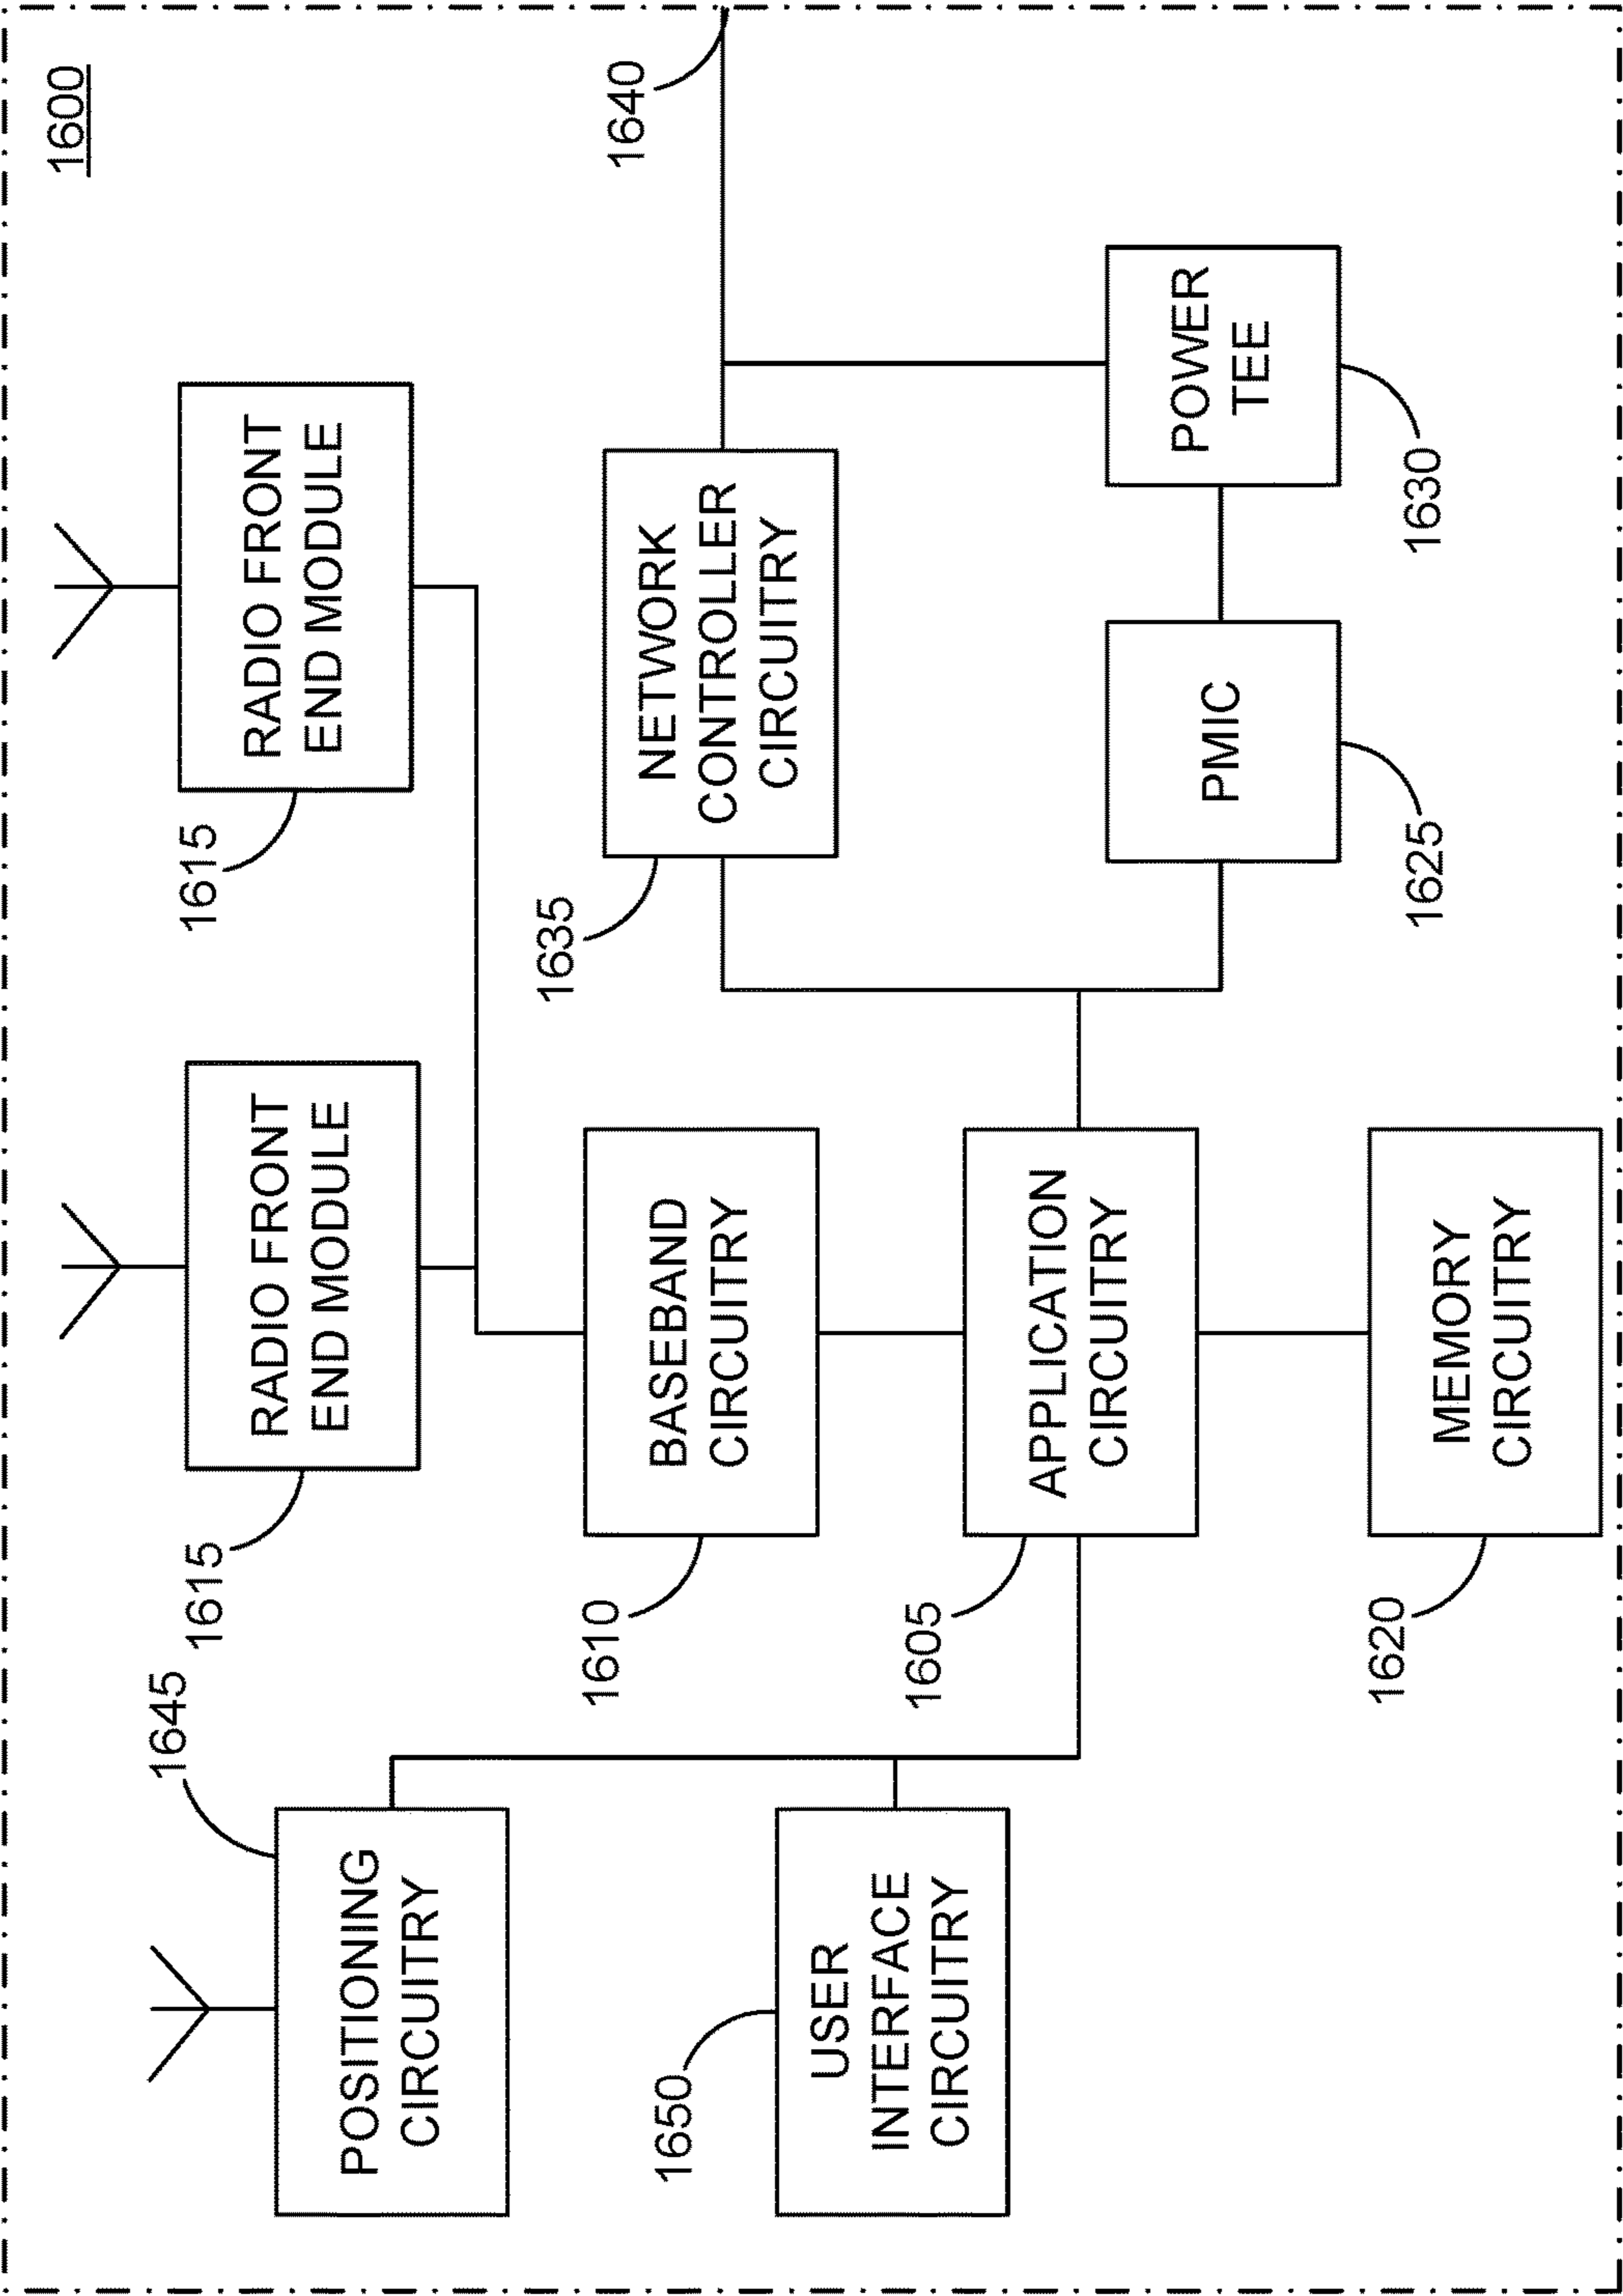 1600
RADIO FRONT
END MODULE
1615
RADIO FRONT
END MODULE
1615
1645
POSITIONING
CIRCUITRY
1640
NETWORK
CONTROLLER
CIRCUITRY
1635
BASEBAND
CIRCUITRY
1610
USER
INTERFACE
CIRCUITRY
1650
APPLICATION
CIRCUITRY
1605
POWER
TEE
1630
PMIC
1625
MEMORY
CIRCUITRY
1620